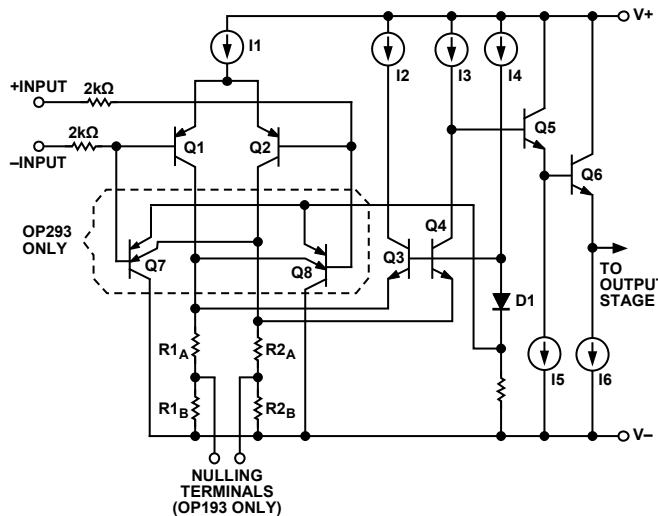 V+
I1
I2
I3
I4
+INPUT
2kΩ
–INPUT
2kΩ
Q1
Q2
Q5
Q6
OP293
ONLY
Q7
Q8
Q3
Q4
D1
TO
OUTPUT
STAGE
R1A
R2A
I5
I6
R1B
R2B
V–
NULLING
TERMINALS
(OP193 ONLY)